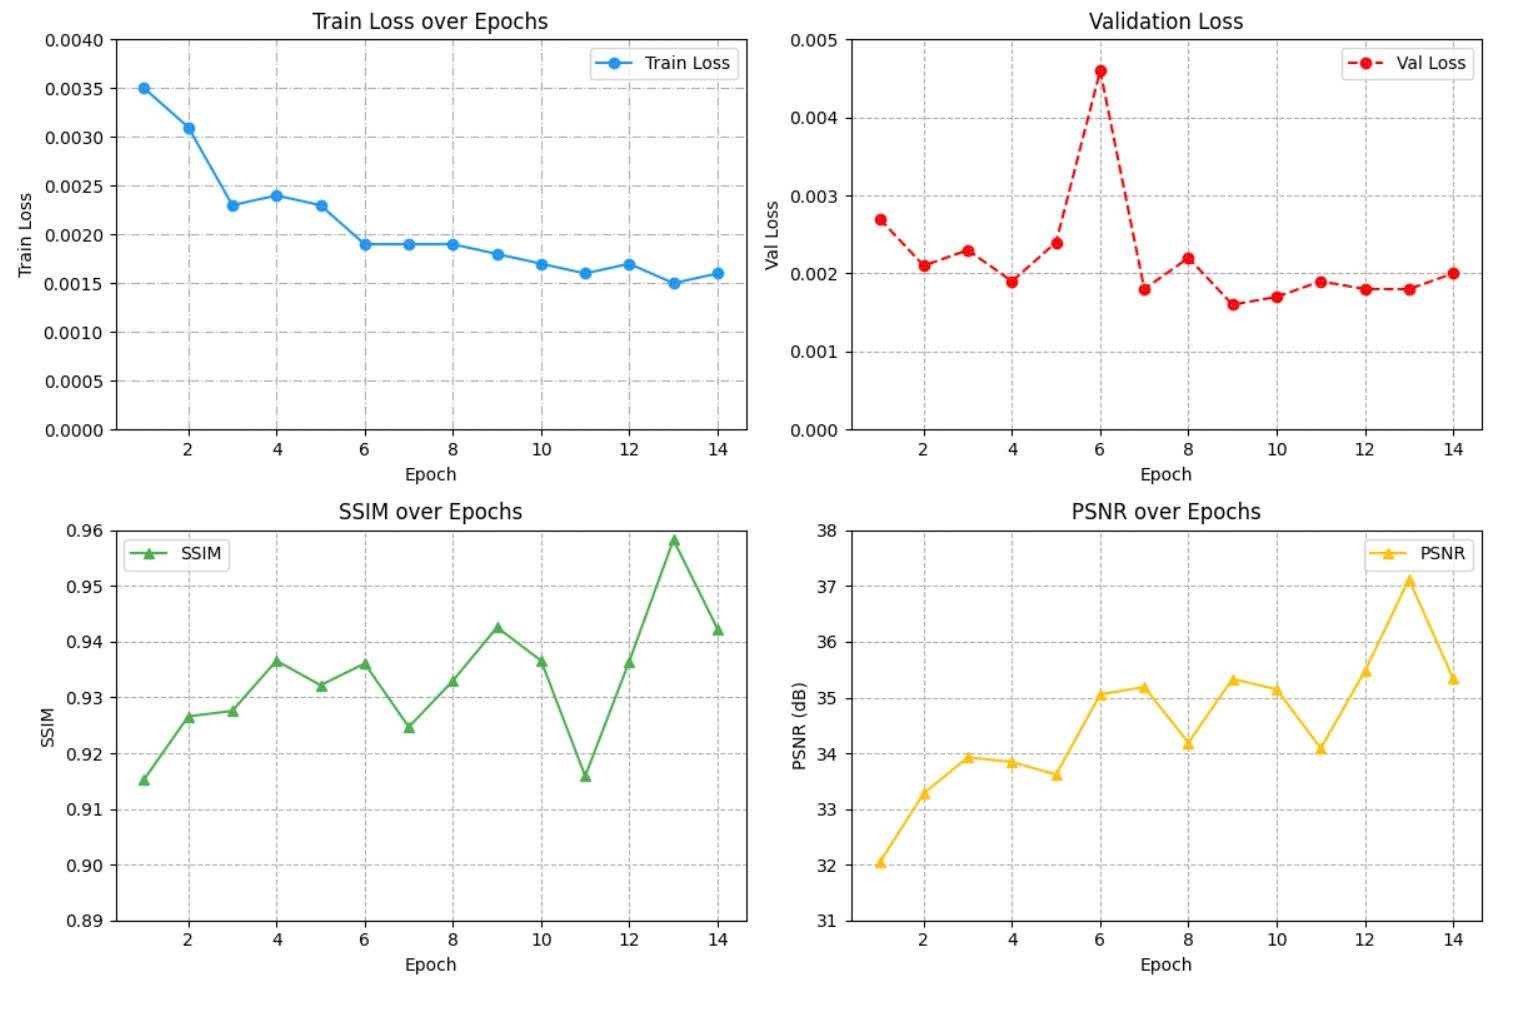 Train Loss over Epochs
0.0040
0.0035
0.0030
0.0025
0.0020
0.0015
0.0010
0.0005
0.0000
Train Loss
Train Loss
2 4 6 8 10 12 14
Epoch
Validation Loss
0.005
0.004
0.003
0.002
0.001
0.000
Val Loss
Val Loss
2 4 6 8 10 12 14
Epoch
SSIM over Epochs
0.96
0.95
0.94
0.93
0.92
0.91
0.90
0.89
SSIM
SSIM
2 4 6 8 10 12 14
Epoch
PSNR over Epochs
38
37
36
35
34
33
32
31
PSNR (dB)
PSNR
2 4 6 8 10 12 14
Epoch